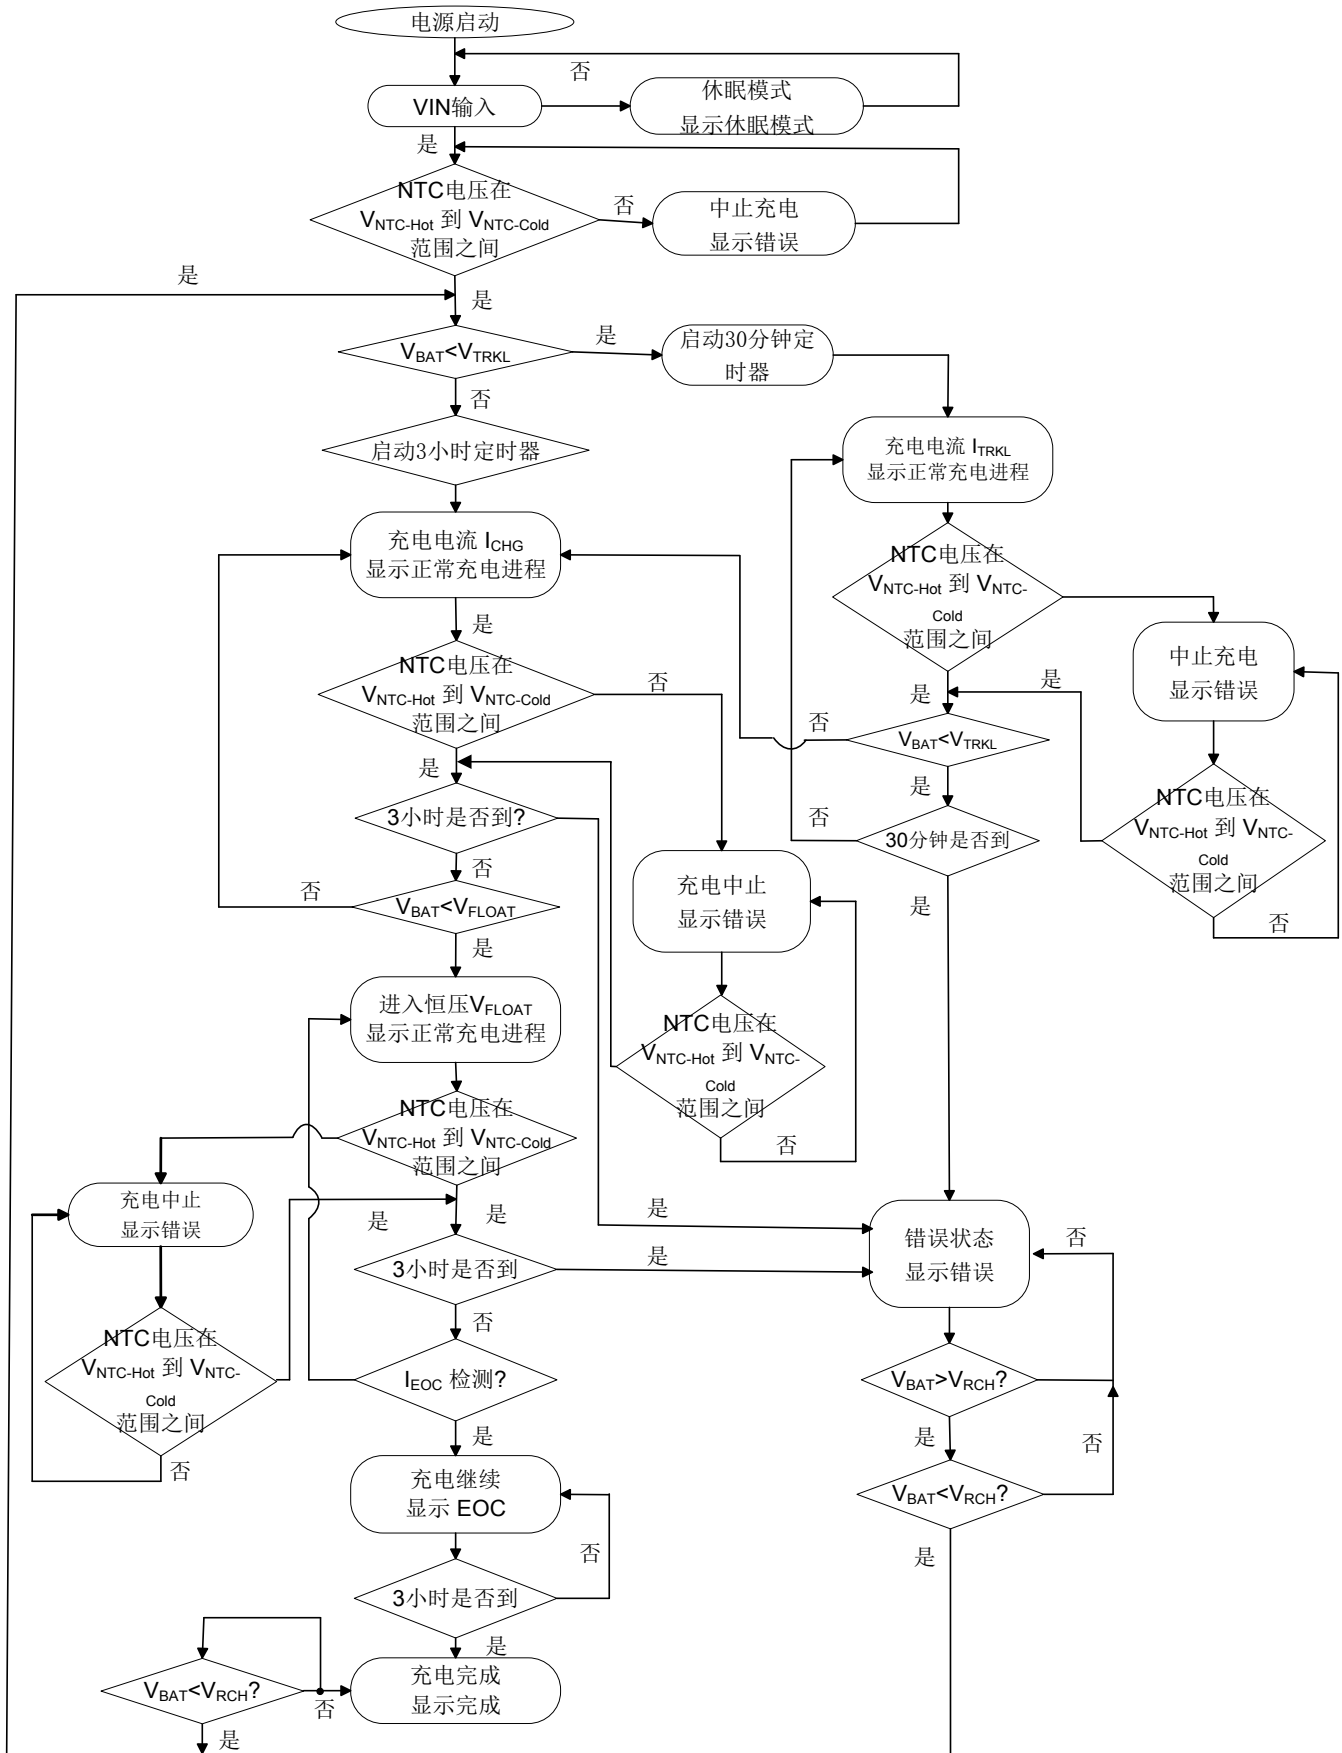 电源启动
否
VIN输入
休眠模式
显示休眠模式
是
NTC电压在
VNTC-Hot 到 VNTC-Cold
范围之间
否
中止充电
显示错误
是
是
VBAT<VTRKL
是
启动30分钟定
时器
否
启动3小时定时器
充电电流 ITRKL
显示正常充电进程
充电电流 ICHG
显示正常充电进程
NTC电压在
VNTC-Hot 到 VNTC-
Cold
范围之间
是
NTC电压在
VNTC-Hot 到 VNTC-Cold
范围之间
否
中止充电
显示错误
是
是
否
VBAT<VTRKL
是
是
3小时是否到?
否
30分钟是否到
NTC电压在
VNTC-Hot 到 VNTC-
Cold
范围之间
否
否
VBAT<VFLOAT
充电中止
显示错误
是
否
是
进入恒压VFLOAT
显示正常充电进程
NTC电压在
VNTC-Hot 到 VNTC-
Cold
范围之间
否
NTC电压在
VNTC-Hot 到 VNTC-Cold
范围之间
充电中止
显示错误
是
是
是
错误状态
显示错误
否
3小时是否到
是
否
NTC电压在
VNTC-Hot 到 VNTC-
Cold
范围之间
否
IEOC 检测?
VBAT>VRCH?
是
是
否
充电继续
显示 EOC
VBAT<VRCH?
否
是
3小时是否到
是
VBAT<VRCH?
否
充电完成
显示完成
是